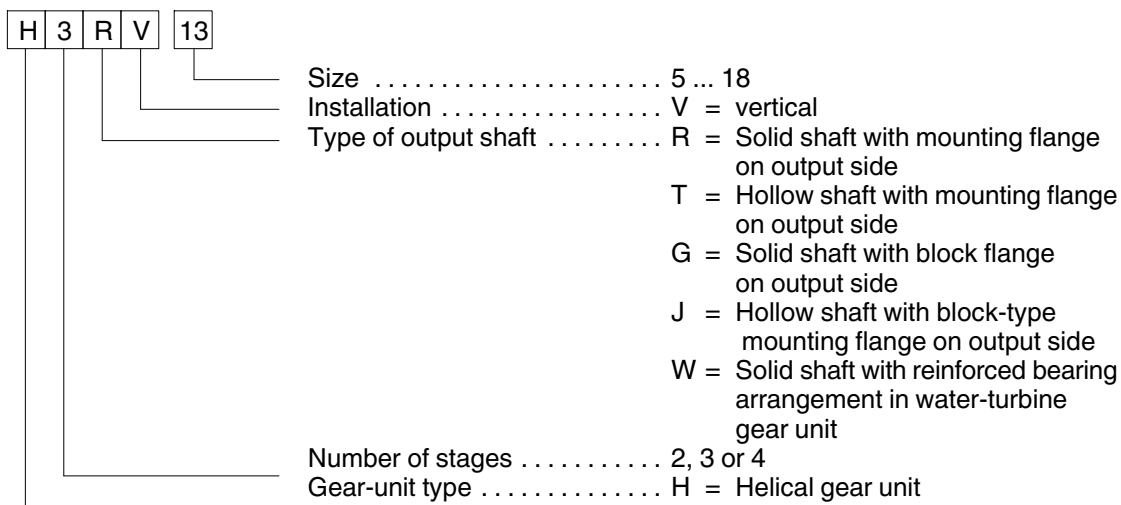 H 3 R V 13
Size ...................... 5 ... 18
Installation ................. V = vertical
Type of output shaft ......... R = Solid shaft with mounting flange
on output side
T = Hollow shaft with mounting flange
on output side
G = Solid shaft with block flange
on output side
J = Hollow shaft with block-type
mounting flange on output side
W = Solid shaft with reinforced bearing
arrangement in water-turbine
gear unit
Number of stages ........... 2, 3 or 4
Gear-unit type .............. H = Helical gear unit